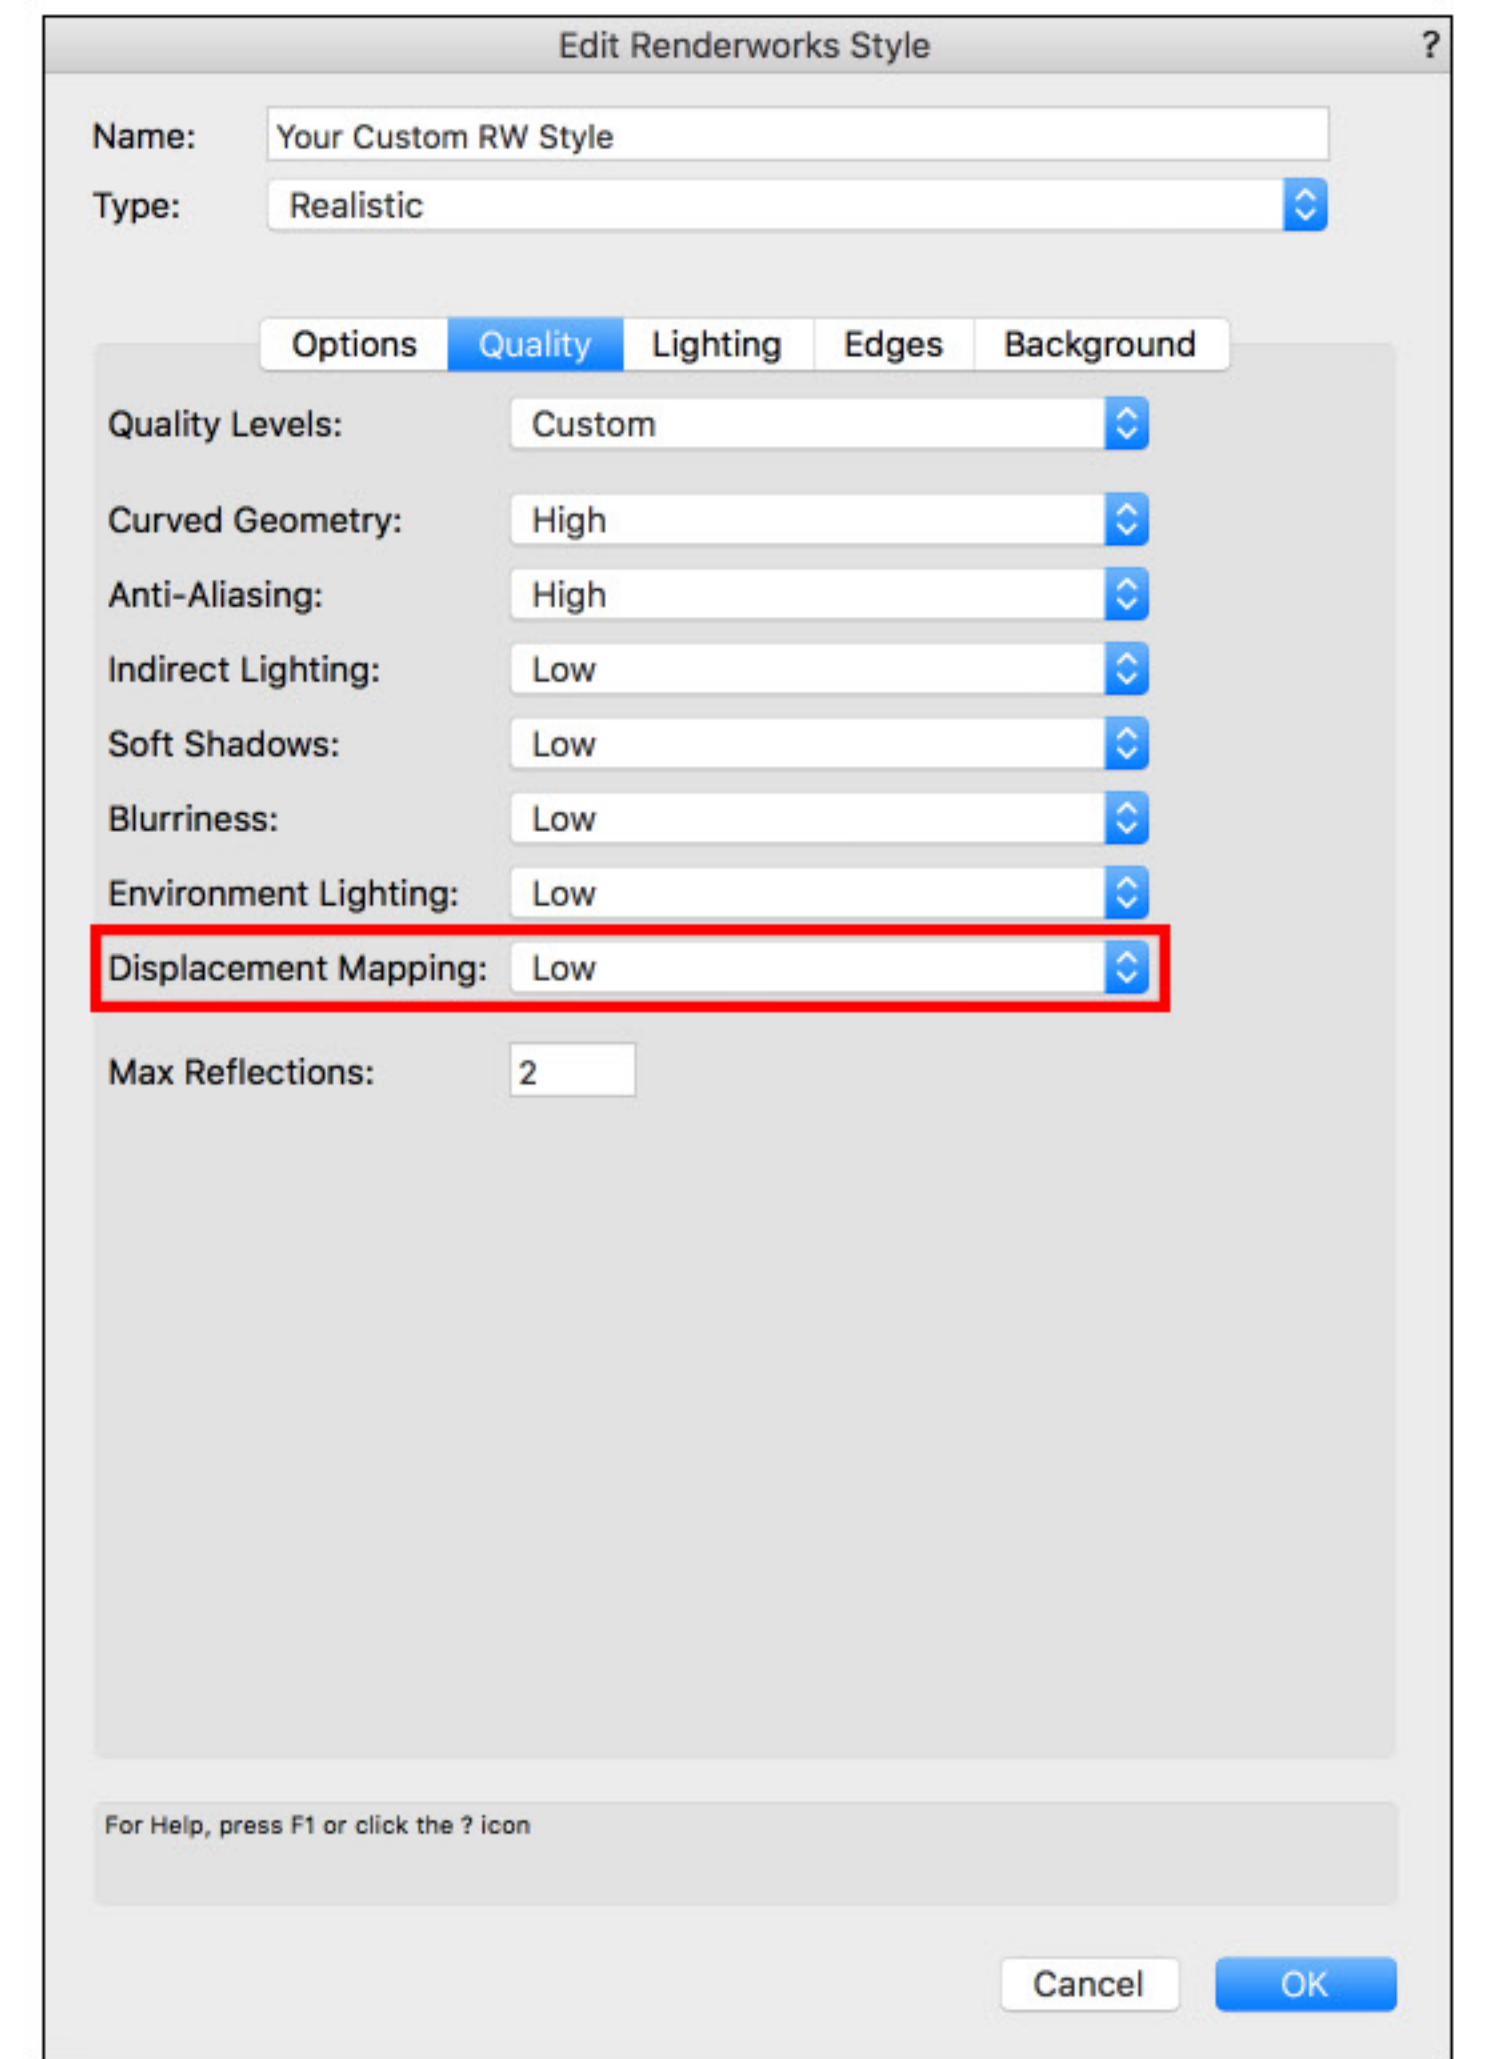 Edit Renderworks Style ?
Name: Your Custom RW Style
Type: Realistic
Options Quality Lighting Edges Background
Quality Levels: Custom
Curved Geometry: High
Anti-Aliasing: High
Indirect Lighting: Low
Soft Shadows: Low
Blurriness: Low
Environment Lighting: Low
Displacement Mapping: Low
Max Reflections: 2
For Help, press F1 or click the ? icon
Cancel OK